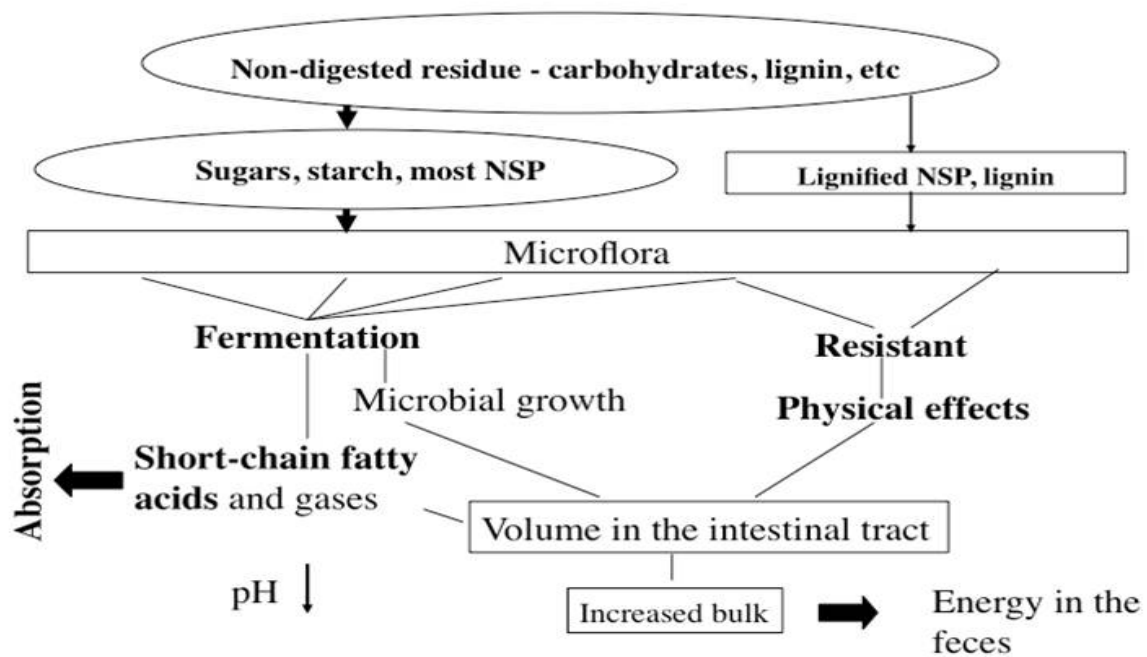 Non-digested residue - carbohydrates, lignin, etc
Sugars, starch, most NSP
Lignified NSP, lignin
Microflora
Fermentation
Resistant
Microbial growth
Physical effects
Absorption
Short-chain fatty
acids and gases
Volume in the intestinal tract
pH
Increased bulk
Energy in the
feces